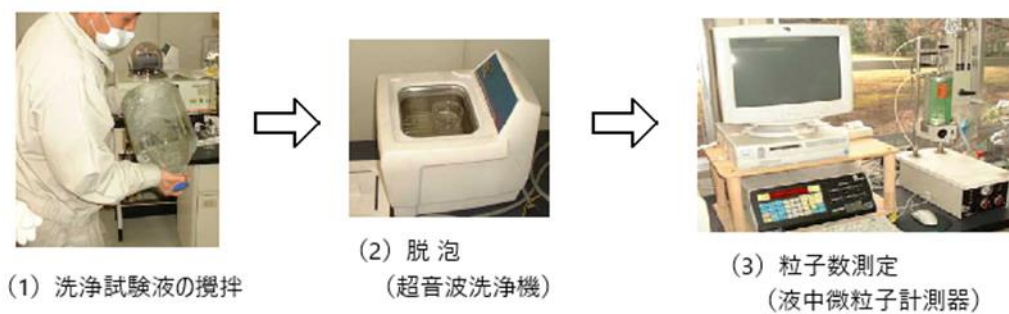 (1) 洗浄試験液の攪拌
(2) 脱 泡
(超音波洗浄機)
(3) 粒子数測定
(液中微粒子計測器)